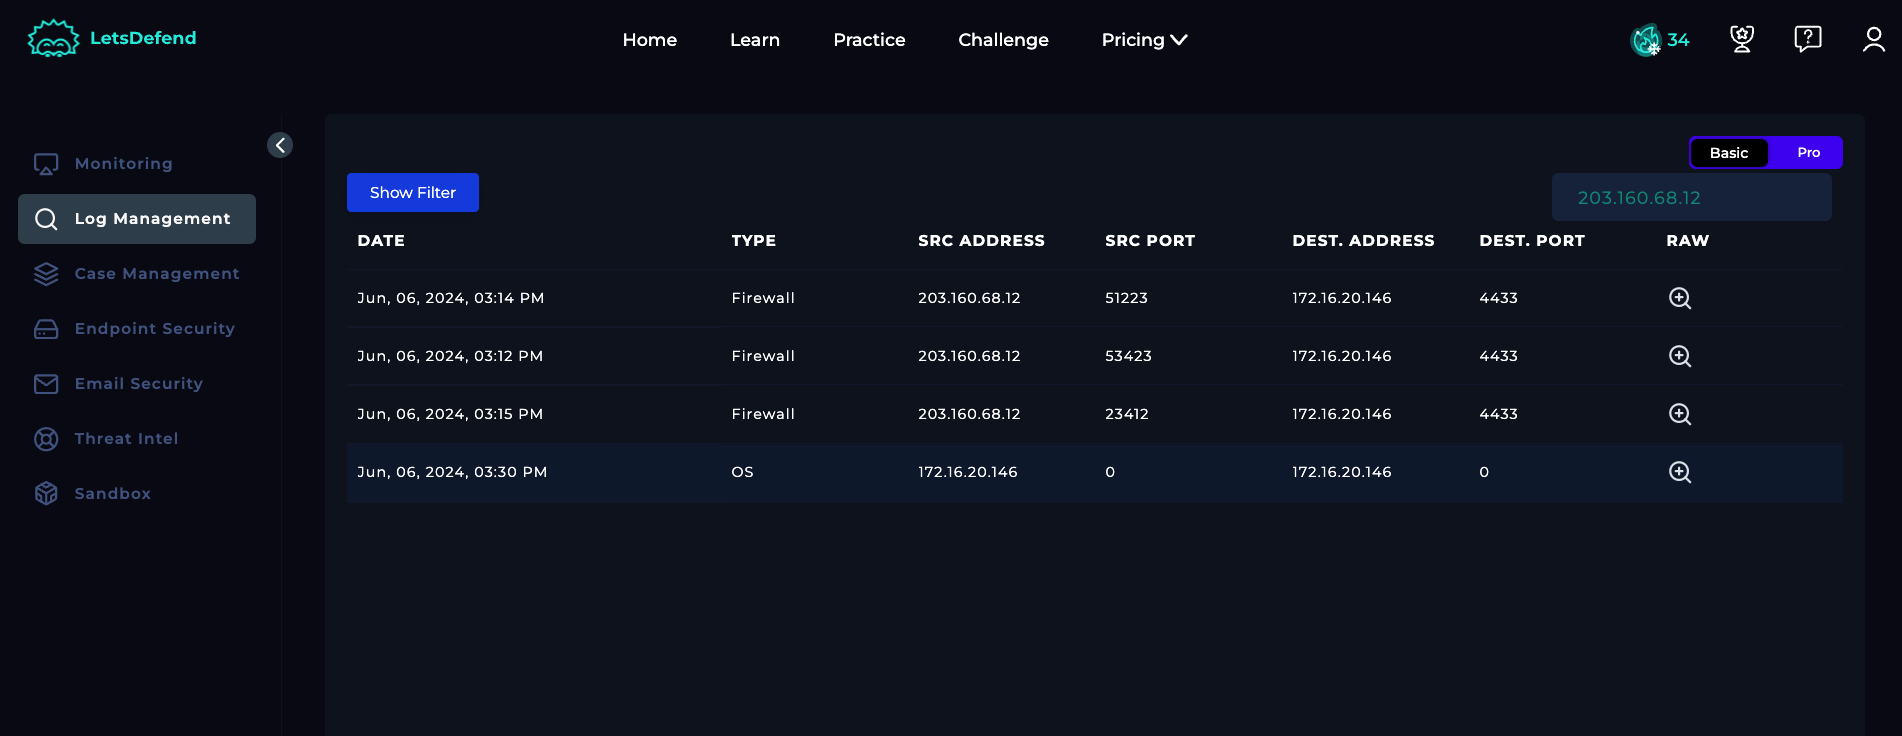 LetsDefend
Home Learn Practice Challenge Pricing
34
Monitoring
Log Management
Case Management
Endpoint Security
Email Security
Threat Intel
Sandbox
Basic Pro
Show Filter
203.160.68.12
DATE TYPE SRC ADDRESS SRC PORT DEST. ADDRESS DEST. PORT RAW
Jun, 06, 2024, 03:14 PM Firewall 203.160.68.12 51223 172.16.20.146 4433
Jun, 06, 2024, 03:12 PM Firewall 203.160.68.12 53423 172.16.20.146 4433
Jun, 06, 2024, 03:15 PM Firewall 203.160.68.12 23412 172.16.20.146 4433
Jun, 06, 2024, 03:30 PM OS 172.16.20.146 0 172.16.20.146 0